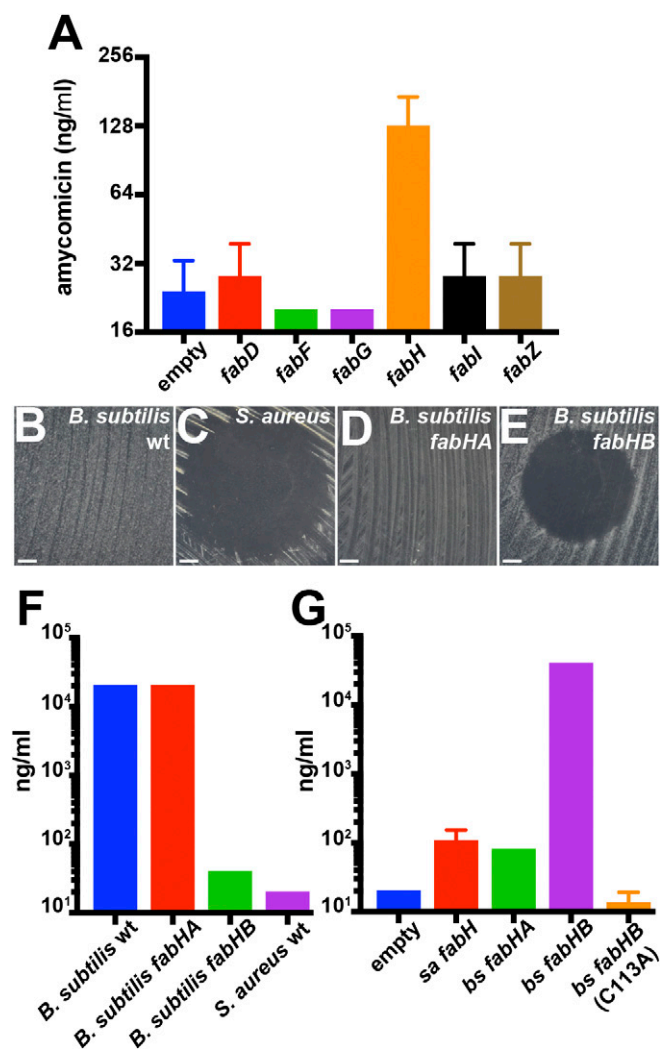 A
amycomicin (ng/ml)
256
128
64
32
16
empty
fabD
fabF
fabG
fabH
fabI
fabZ
B
B. subtilis
wt
C
S. aureus
D
B. subtilis
fabHA
E
B. subtilis
fabHB
F
ng/ml
10⁵
10⁴
10³
10²
10¹
B. subtilis wt
B. subtilis fabHA
B. subtilis fabHB
S. aureus wt
G
ng/ml
10⁵
10⁴
10³
10²
10¹
empty
sa fabH
bs fabHA
bs fabHB
bs fabHB
(C113A)